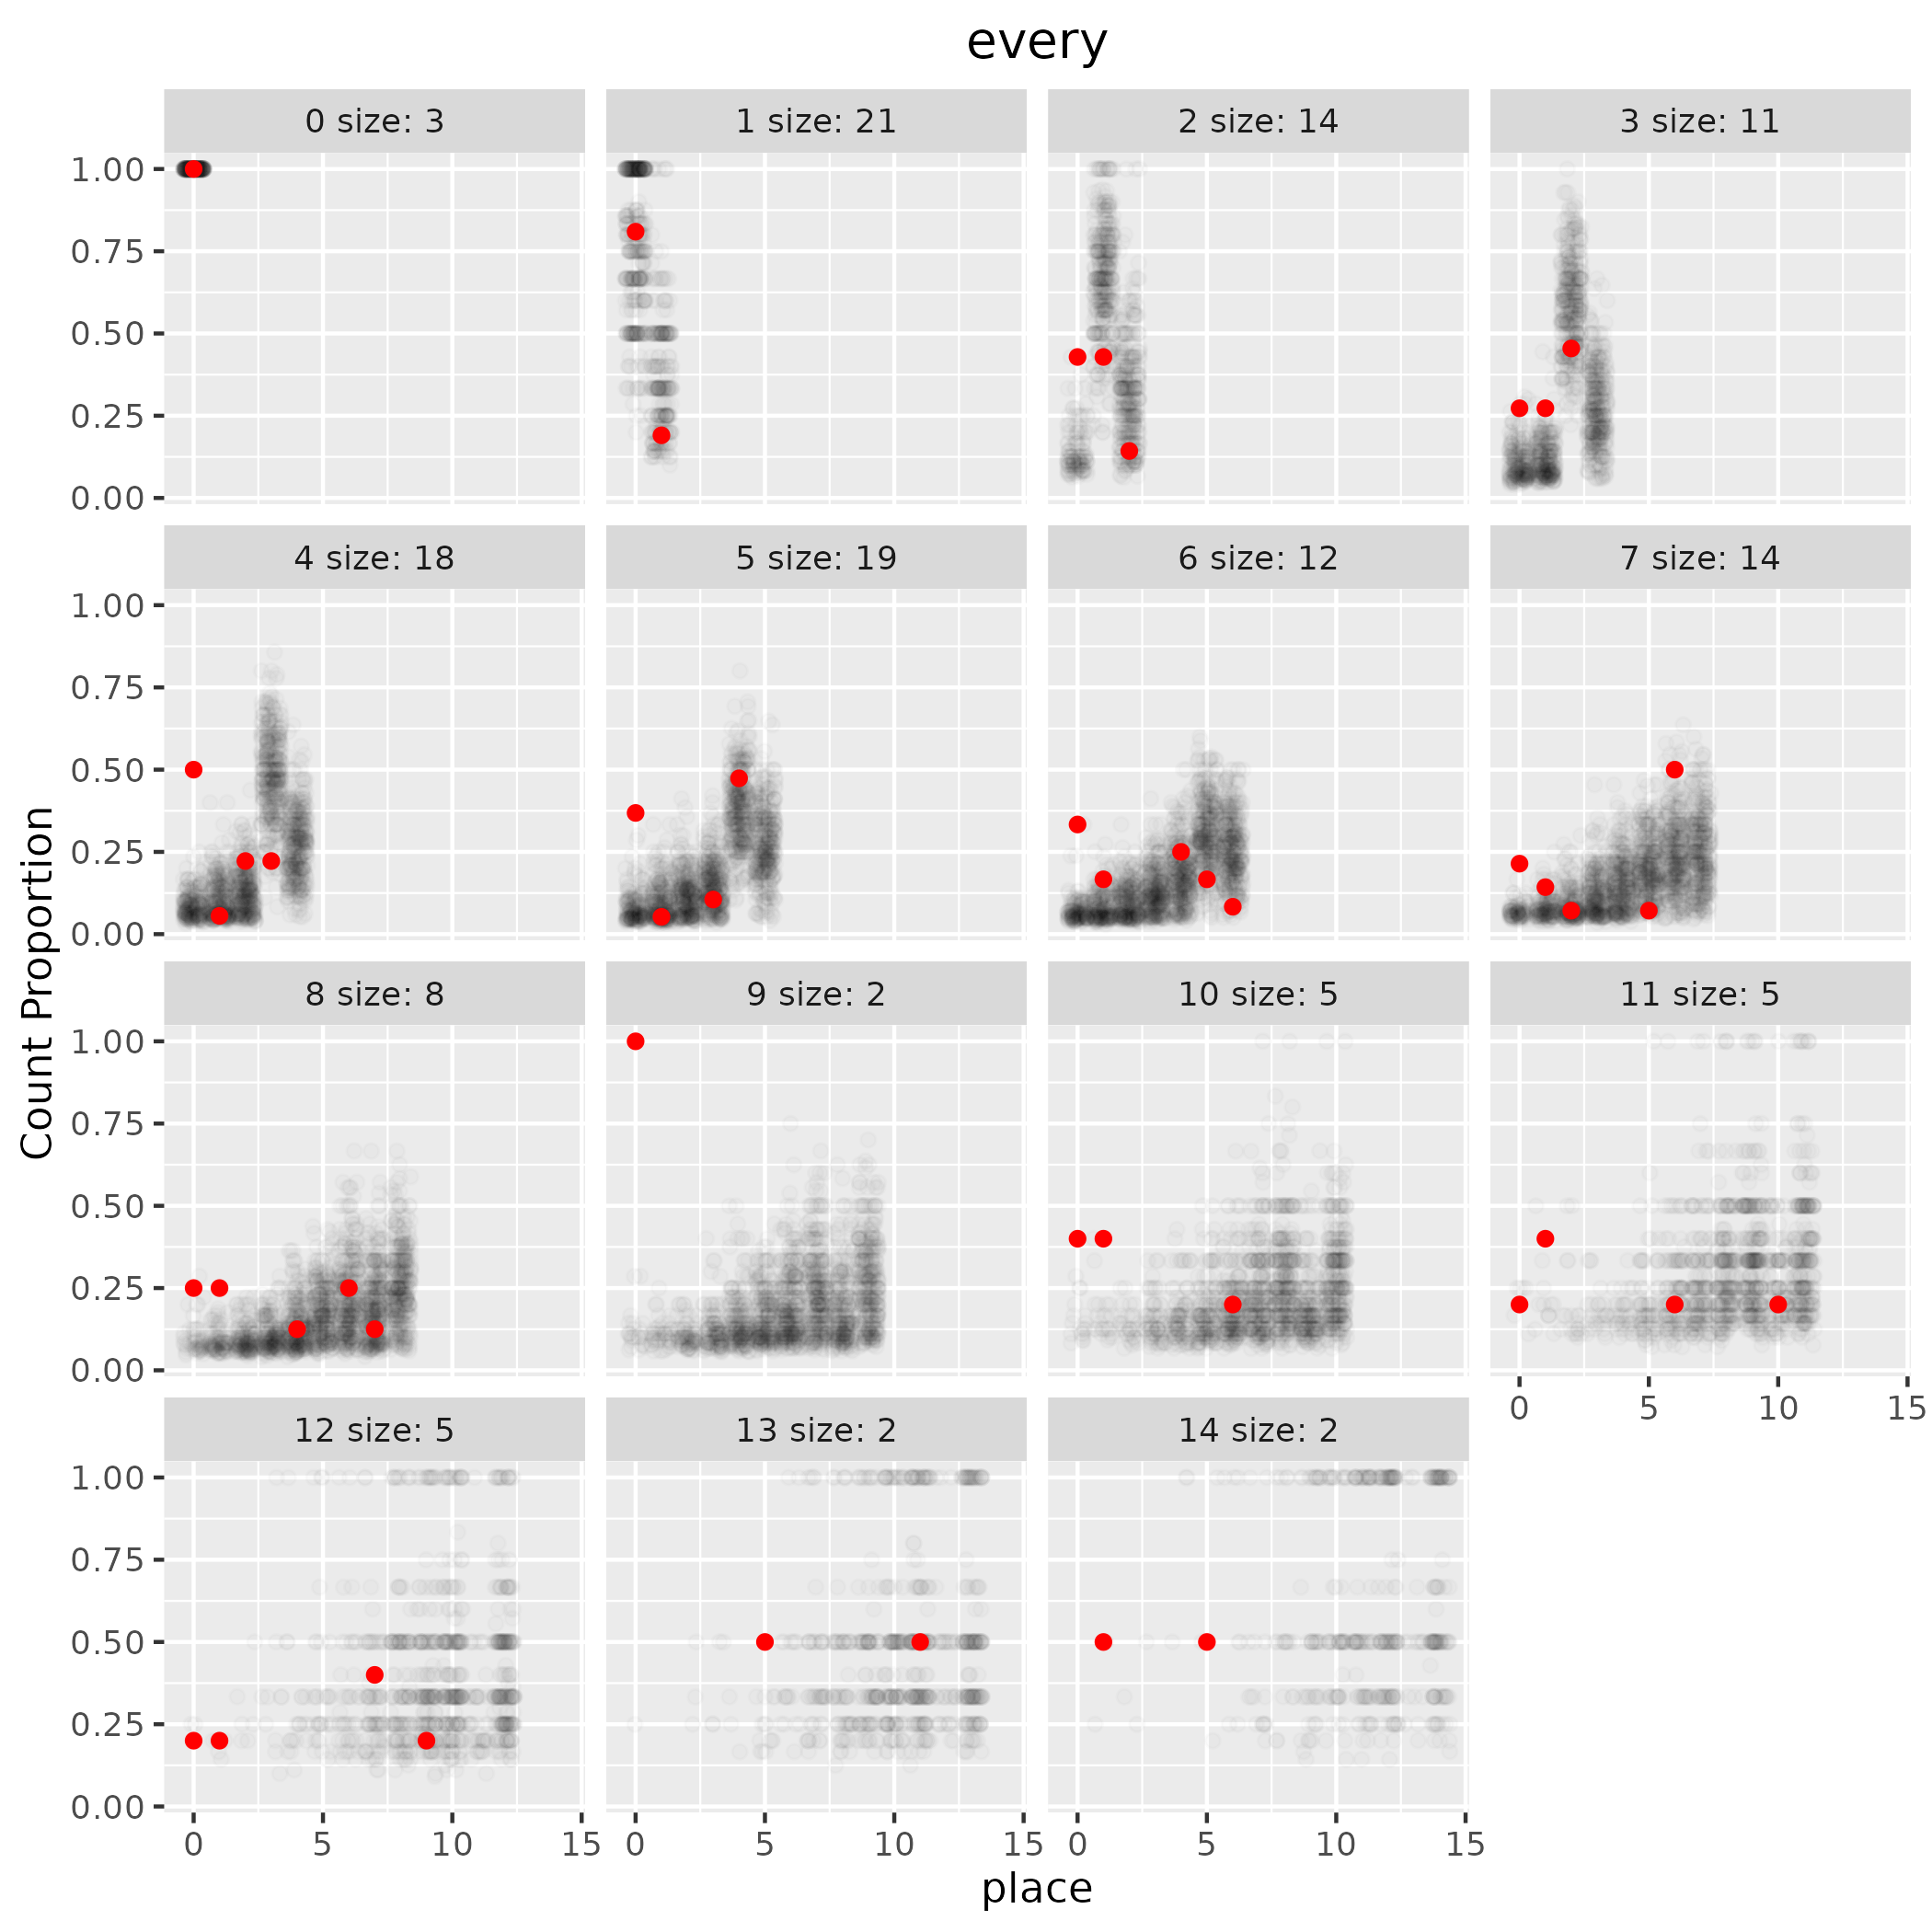 every
0 size: 3
1 size: 21
2 size: 14
3 size: 11
1.00
0.75
0.50
0.25
0.00
4 size: 18
5 size: 19
6 size: 12
7 size: 14
1.00
0.75
0.50
0.25
0.00
Count Proportion
8 size: 8
9 size: 2
10 size: 5
11 size: 5
1.00
0.75
0.50
0.25
0.00
0 5 10 15
12 size: 5
13 size: 2
14 size: 2
1.00
0.75
0.50
0.25
0.00
0 5 10 15
0 5 10 15
0 5 10 15
place